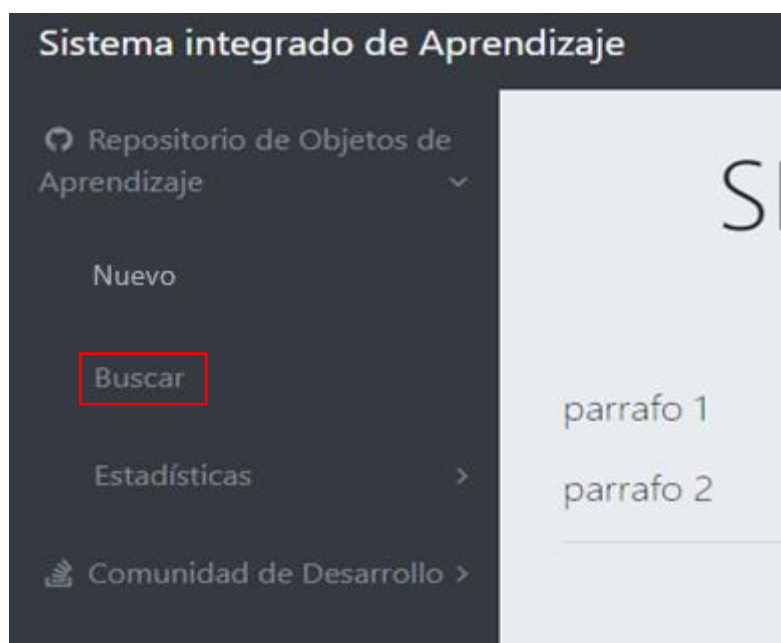 Sistema integrado de Aprendizaje
Repositorio de Objetos de
Aprendizaje
Nuevo
Buscar
Estadísticas
Comunidad de Desarrollo
parrafo 1
parrafo 2